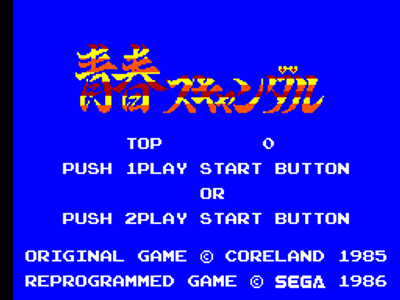 青春スキャンダル
TOP 0
PUSH 1PLAY START BUTTON
OR
PUSH 2PLAY START BUTTON
ORIGINAL GAME © CORELAND 1985
REPROGRAMMED GAME © SEGA 1986